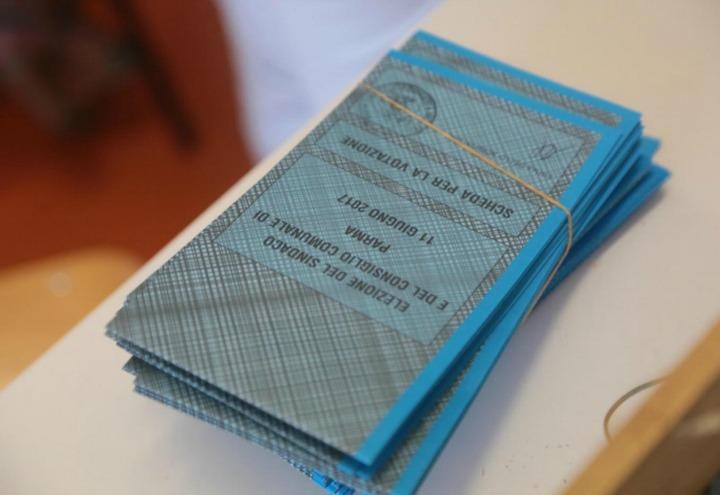 ELEZIONE DEL SINDACO
E DEL CONSIGLIO COMUNALE DI
PARMA
11 GIUGNO 2017
SCHEDA PER LA VOTAZIONE